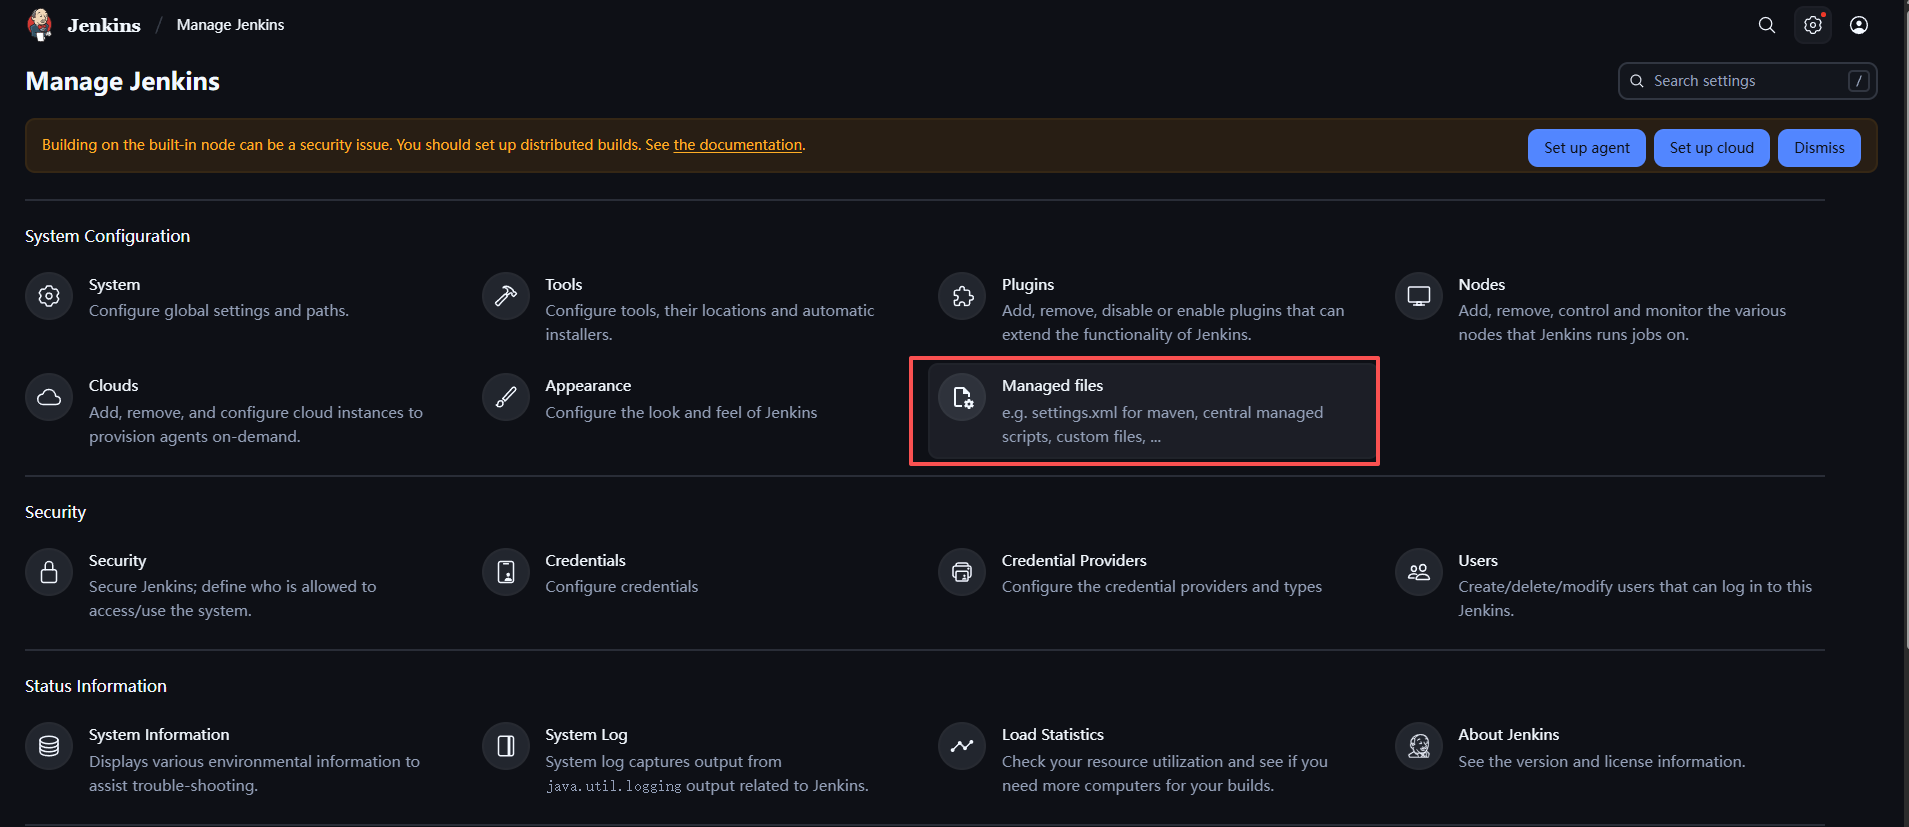 Jenkins / Manage Jenkins
Manage Jenkins
Search settings /
Building on the built-in node can be a security issue. You should set up distributed builds. See the documentation.
Set up agent
Set up cloud
Dismiss
System Configuration
System
Configure global settings and paths.
Tools
Configure tools, their locations and automatic
installers.
Plugins
Add, remove, disable or enable plugins that can
extend the functionality of Jenkins.
Nodes
Add, remove, control and monitor the various
nodes that Jenkins runs jobs on.
Clouds
Add, remove, and configure cloud instances to
provision agents on-demand.
Appearance
Configure the look and feel of Jenkins
Managed files
e.g. settings.xml for maven, central managed
scripts, custom files, ...
Security
Security
Secure Jenkins; define who is allowed to
access/use the system.
Credentials
Configure credentials
Credential Providers
Configure the credential providers and types
Users
Create/delete/modify users that can log in to this
Jenkins.
Status Information
System Information
Displays various environmental information to
assist trouble-shooting.
System Log
System log captures output from
java.util.logging output related to Jenkins.
Load Statistics
Check your resource utilization and see if you
need more computers for your builds.
About Jenkins
See the version and license information.